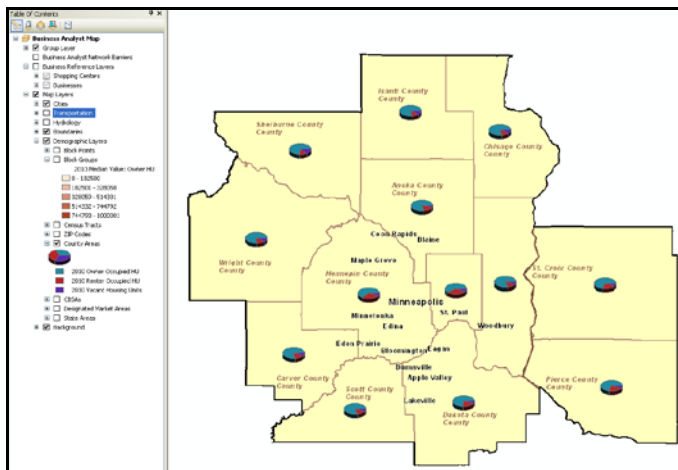 Table Of Contents
Business Analyst Map
Group Layer
Business Analyst Network Barriers
Business Reference Layers
Shopping Centers
Businesses
Map Layers
Cities
Transportation
Hydrology
Boundaries
Demographic Layers
Block Points
Block Groups
2010 Median Value: Owner HU
Census Tracts
ZIP Codes
County Areas
2010 Owner Occupied HU
2010 Renter Occupied HU
2010 Vacant Housing Units
CBSAs
Designated Market Areas
State Areas
Background
Isanti County
County
Sherburne County
County
Chisago County
County
Anoka County
County
Coon Rapids
Blaine
Wright County
County
Maple Grove
Hennepin County
County
St. Croix County
County
Minneapolis
Minnetonka
St. Paul
Edina
Woodbury
Eden Prairie
Bloomington
Eagan
Burnsville
Apple Valley
Carver County
County
Scott County
County
Lakeville
Dakota County
County
Pierce County
County